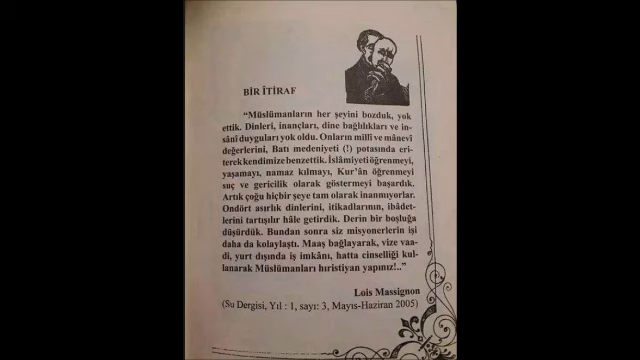 BİR İTİRAF
“Müslümanların her şeyini bozduk, yok
ettik. Dinleri, inançları, dine bağlılıkları ve in-
sânî duyguları yok oldu. Onların millî ve mânevî
değerlerini, Batı medeniyeti (!) potasında eri-
terek kendimize benzettik. İslâmiyeti öğrenmeyi,
yaşamayı, namaz kılmayı, Kur’ân öğrenmeyi
suç ve gericilik olarak göstermeyi başardık.
Artık çoğu hiçbir şeye tam olarak inanmıyorlar.
Ondört asırlık dinlerini, itikadlarının, ibâdet-
lerini tartışılır hâle getirdik. Derin bir boşluğa
düşürdük. Bundan sonra siz misyonerlerin işi
daha da kolaylaştı. Maaş bağlayarak, vize vaa-
di, yurt dışında iş imkânı, hatta cinselliği kul-
lanarak Müslümanları hıristiyan yapınız!..”
Lois Massignon
(Su Dergisi, Yıl : 1, sayı: 3, Mayıs-Haziran 2005)